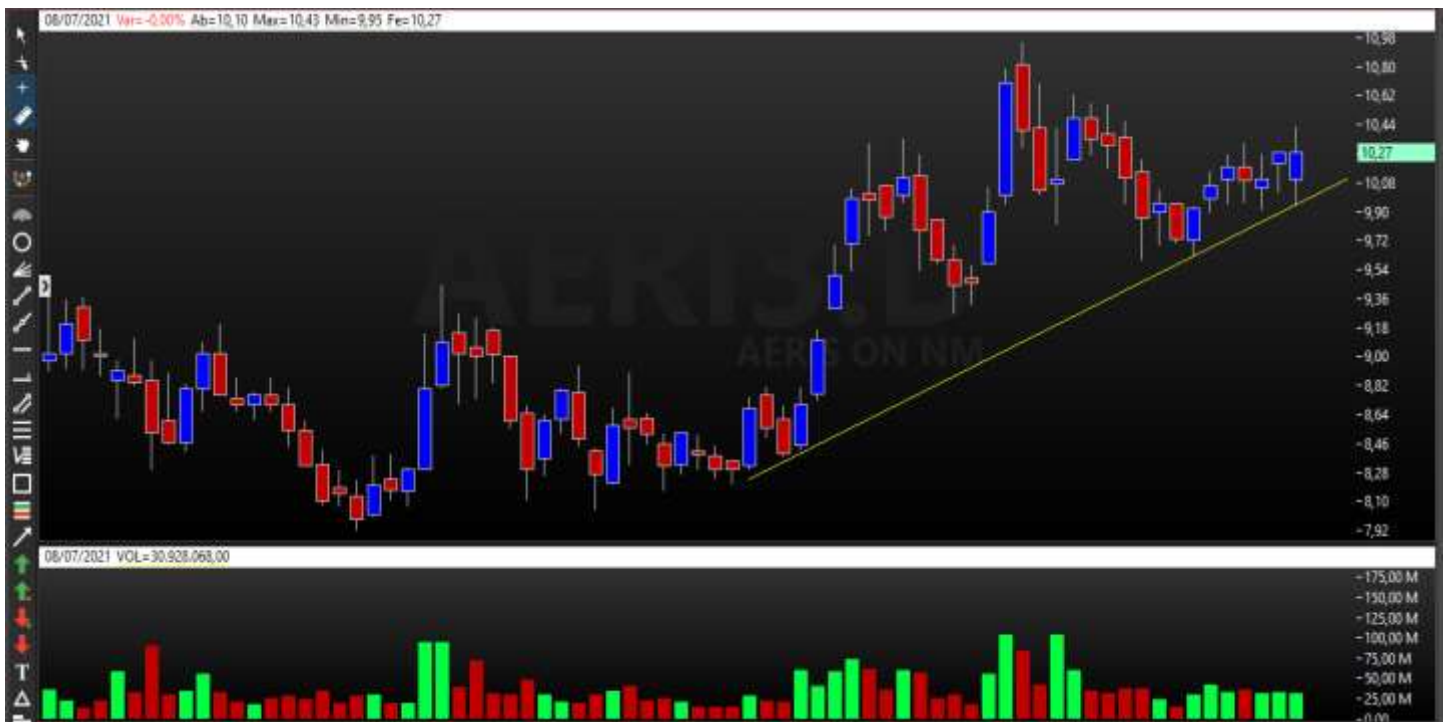 08/07/2021 Var= -0,00% Ab=10,10 Max=10,43 Min=9,95 Fe=10,27
10,98
10,80
10,62
10,44
10,27
10,08
9,90
9,72
9,54
9,36
9,18
9,00
8,82
8,64
8,46
8,28
8,10
7,92
AERI3.D
AERIS ON NM
08/07/2021 VOL=30.928.068,00
175,00 M
150,00 M
125,00 M
100,00 M
75,00 M
50,00 M
25,00 M
0,00
T